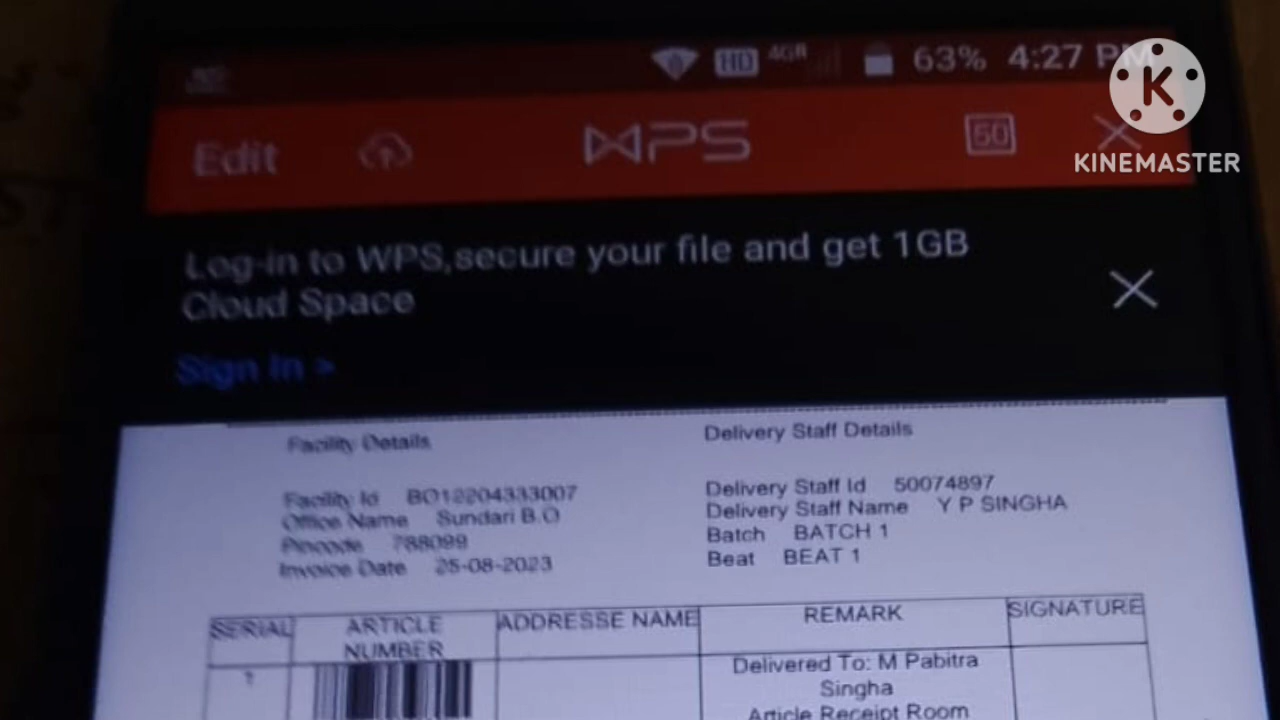 HD 4GR 63% 4:27 PM
K
KINEMASTER
Edit WPS 50
Log-in to WPS,secure your file and get 1GB
Cloud Space
Sign In >
Facility Details
Facility Id BO12204333007
Office Name Sundari B.O
Pincode 788099
Invoice Date 25-08-2023
Delivery Staff Details
Delivery Staff Id 50074897
Delivery Staff Name Y P SINGHA
Batch BATCH 1
Beat BEAT 1
SERIAL
ARTICLE
NUMBER
ADDRESSE NAME
REMARK
SIGNATURE
Delivered To: M Pabitra
Singha
Article Receipt Room